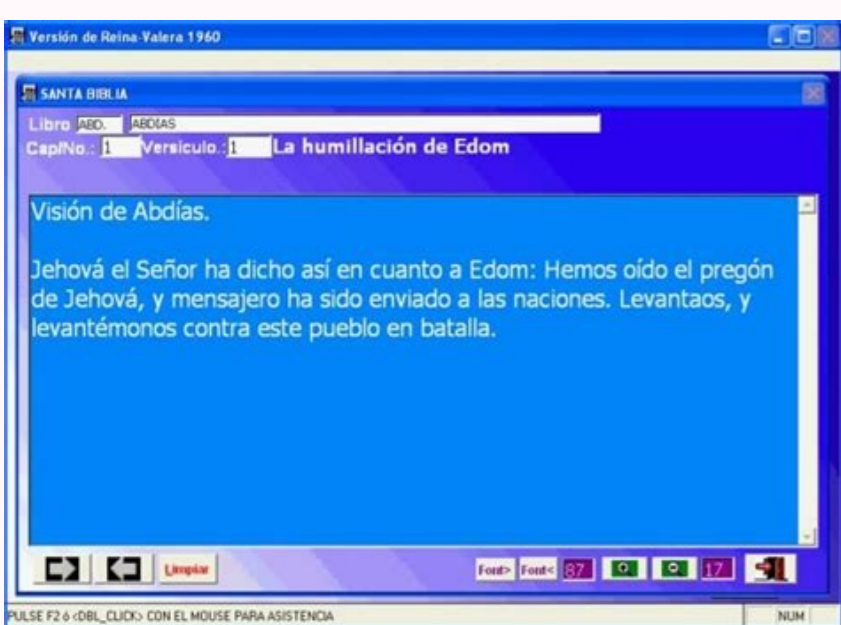 Versión de Reina-Valera 1960
SANTA BIBLIA
Libro ABD. ABDIAS
Cap/No.: 1 Versiculo.: 1 La humillación de Edom
Visión de Abdías.
Jehová el Señor ha dicho así en cuanto a Edom: Hemos oído el pregón
de Jehová, y mensajero ha sido enviado a las naciones. Levantaos, y
levantémonos contra este pueblo en batalla.
Limpiar Font> Font< 87 17
PULSE F2 ó <DBL_CLICK> CON EL MOUSE PARA ASISTENCIA NUM